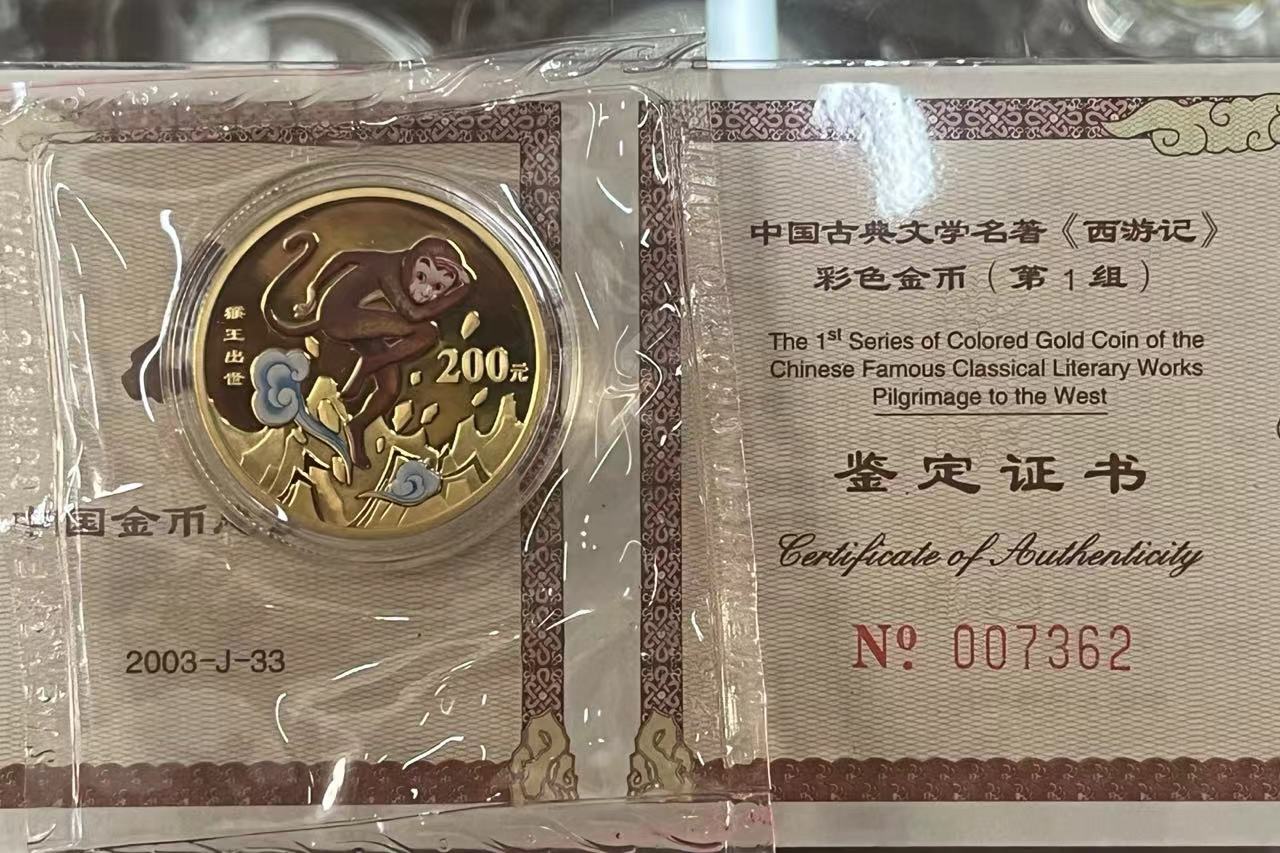 猴王出世
200元
中国金币
2003-J-33
中国古典文学名著《西游记》
彩色金币（第1组）
The 1st Series of Colored Gold Coin of the
Chinese Famous Classical Literary Works
Pilgrimage to the West
鉴定证书
Certificate of Authenticity
Nº 007362